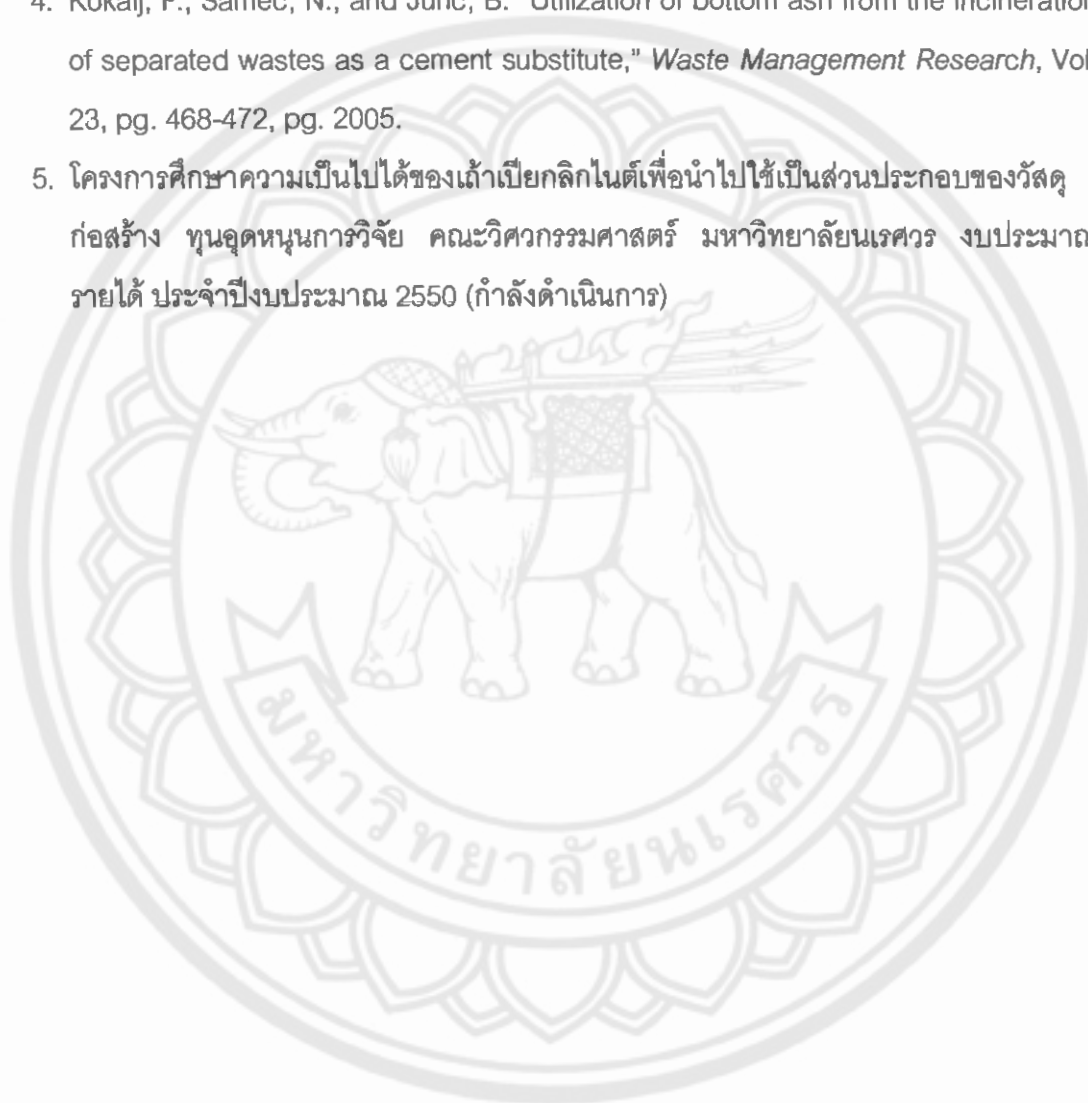 4. Kokalj, F., Samec, N., and Juric, B. "Utilization of bottom ash from the incineration
of separated wastes as a cement substitute," Waste Management Research, Vol
23, pg. 468-472, pg. 2005.
5. โครงการศึกษาความเป็นไปได้ของเถ้าเปียกลิกไนต์เพื่อนำไปใช้เป็นส่วนประกอบของวัสดุ
ก่อสร้าง ทุนอุดหนุนการวิจัย คณะวิศวกรรมศาสตร์ มหาวิทยาลัยนเรศวร งบประมาณ
รายได้ ประจำปีงบประมาณ 2550 (กำลังดำเนินการ)
มหาวิทยาลัยนเรศวร